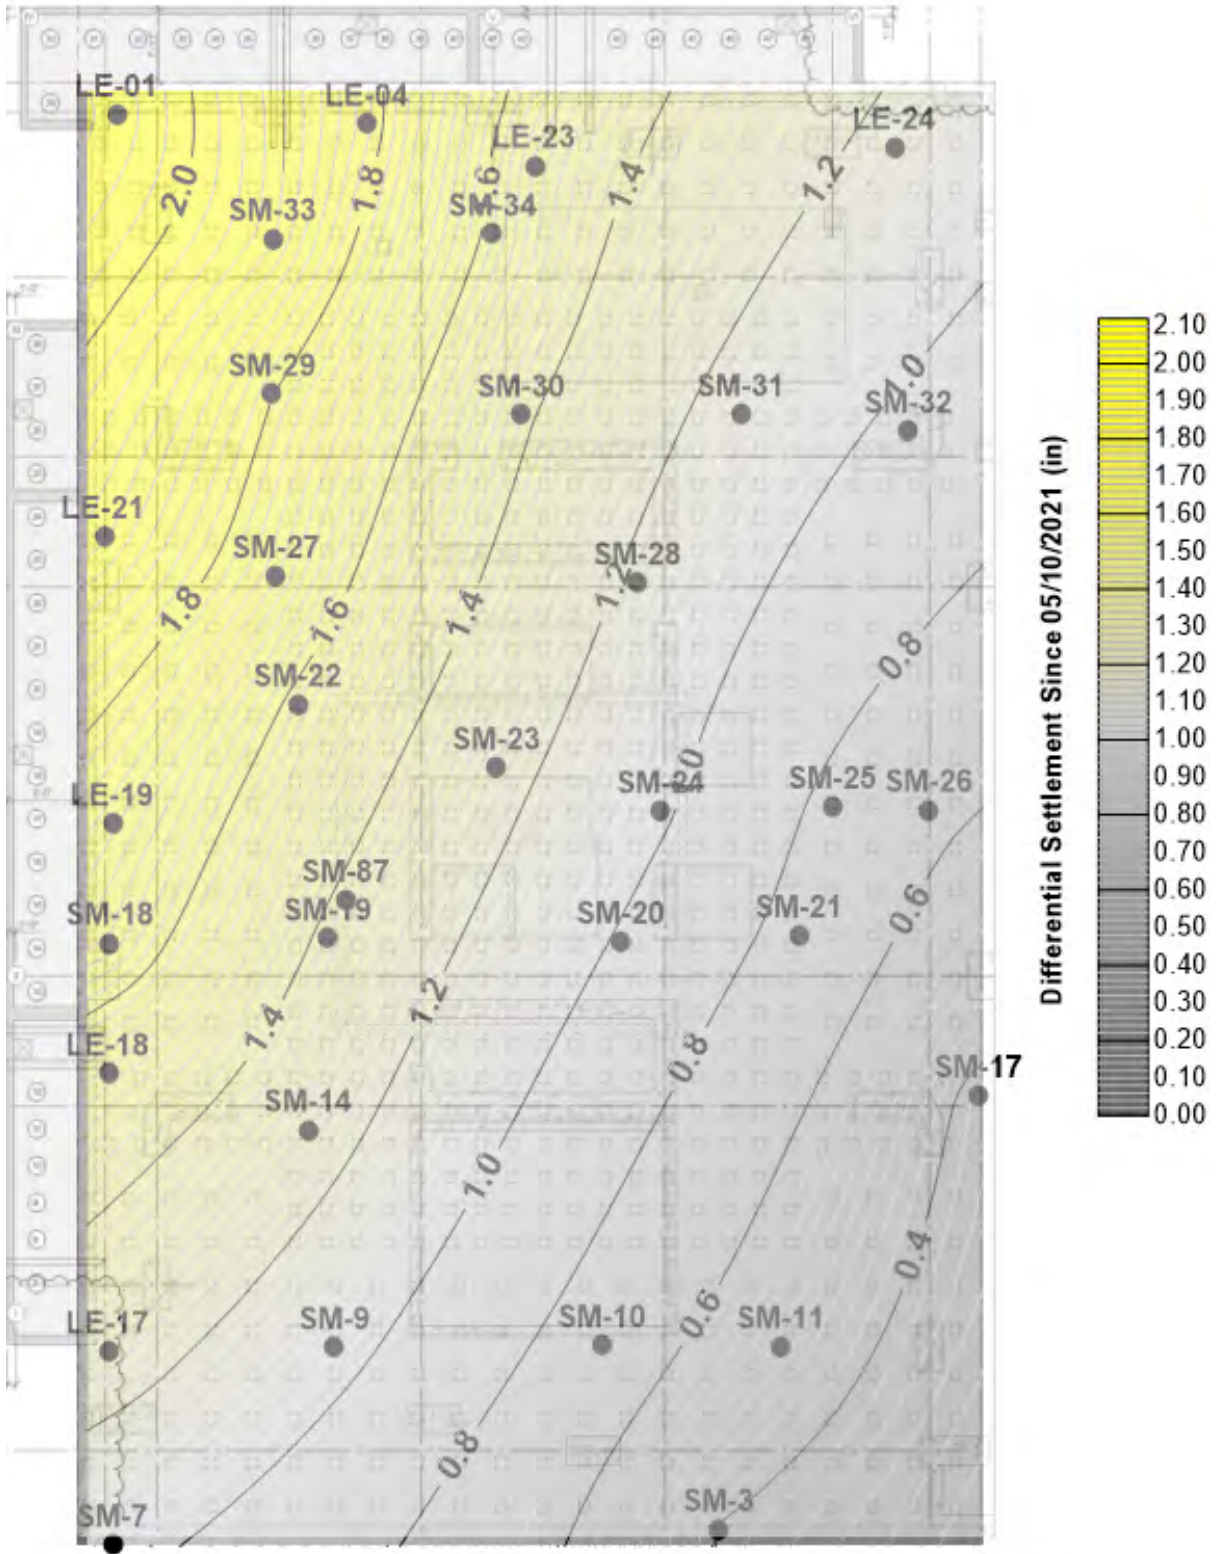 LE-01
LE-04
LE-23
LE-24
2.0
1.8
1.6
1.4
1.2
SM-33
SM-34
SM-29
SM-30
SM-31
1.0
SM-32
LE-21
SM-27
SM-28
1.2
1.8
1.6
1.4
0.8
SM-22
SM-23
1.0
LE-19
SM-24
SM-25
SM-26
SM-87
SM-18
SM-19
SM-20
SM-21
0.6
1.4
1.2
0.8
LE-18
SM-17
SM-14
1.0
0.4
LE-17
SM-9
SM-10
0.6
SM-11
0.8
SM-7
SM-3
Differential Settlement Since 05/10/2021 (in)
2.10
2.00
1.90
1.80
1.70
1.60
1.50
1.40
1.30
1.20
1.10
1.00
0.90
0.80
0.70
0.60
0.50
0.40
0.30
0.20
0.10
0.00